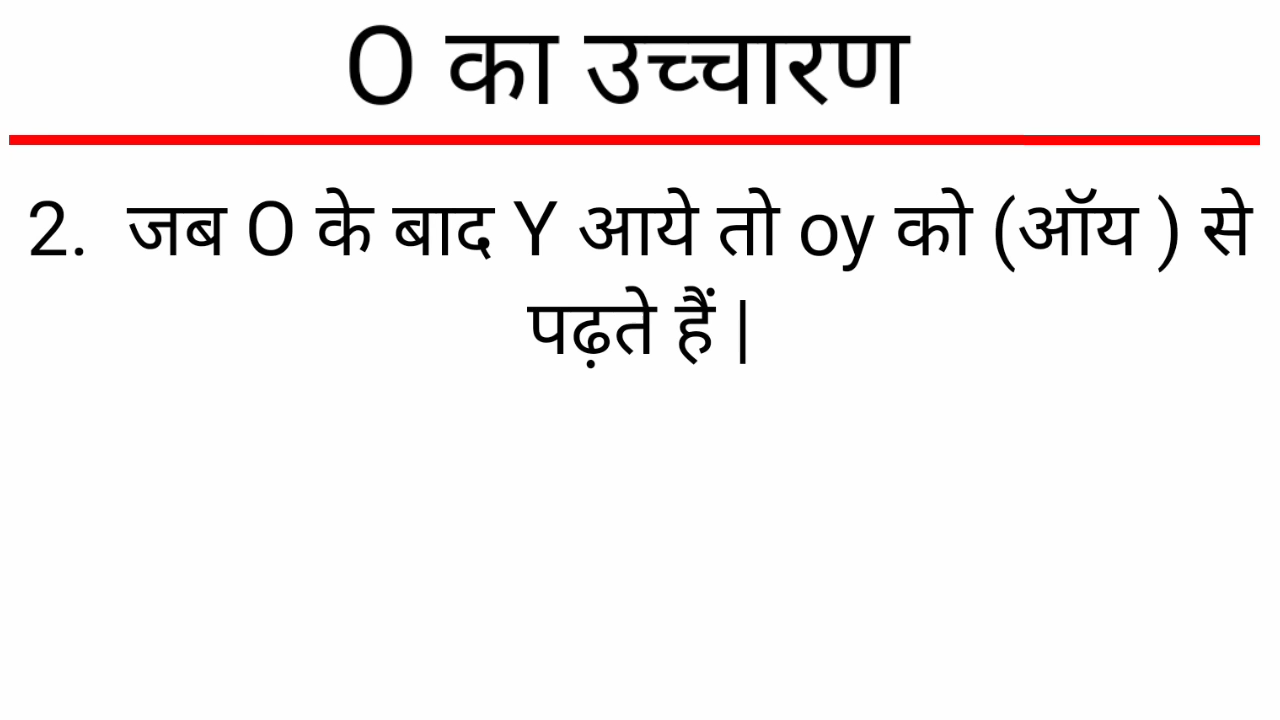 O का उच्चारण
2. जब O के बाद Y आये तो oy को (ऑय ) से
पढ़ते हैं |